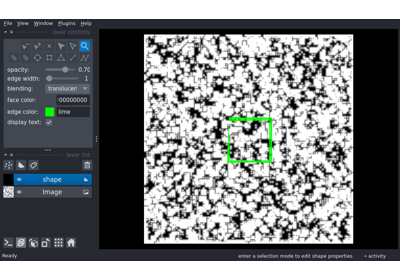 File View Window Plugins Help
layer controls
opacity: 0.70
edge width: 1
blending: translucen
face color: 00000000
edge color: lime
display text:
layer list
shape
Image
Ready enter a selection mode to edit shape properties activity